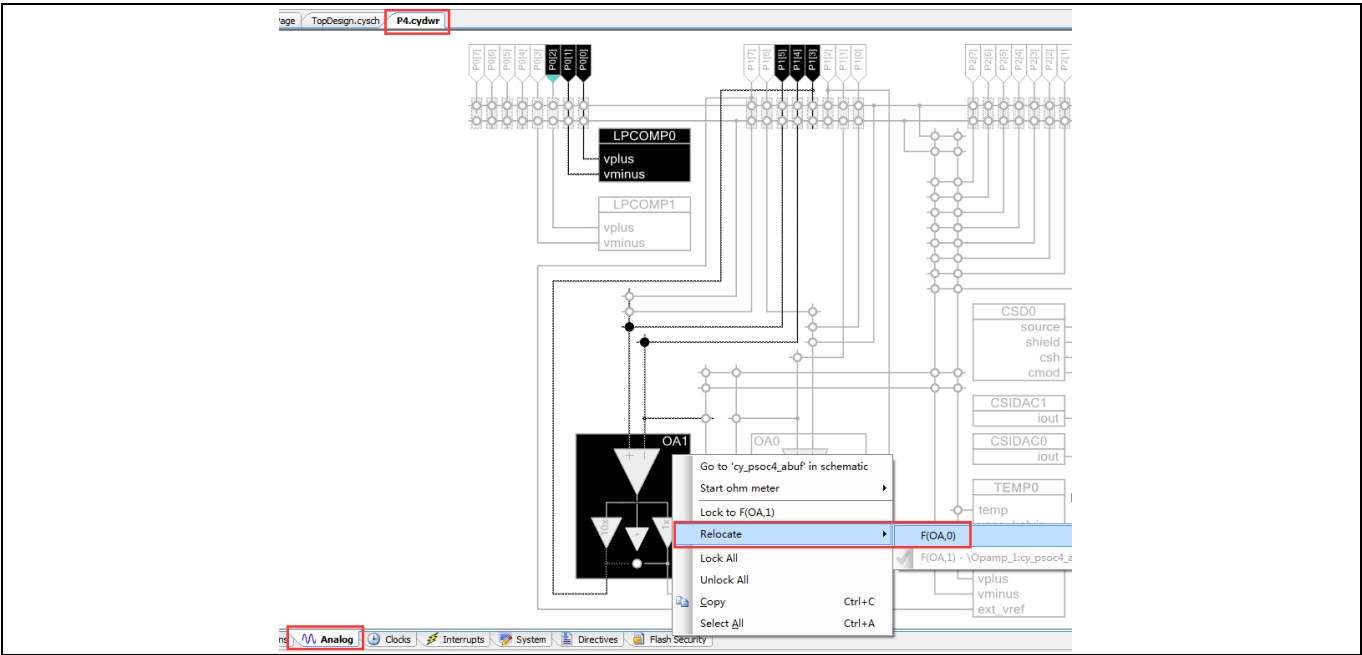 age TopDesign.cysch P4.cydwr
P0[7] P0[6] P0[5] P0[4] P0[3] P0[2] P0[1] P0[0] P1[7] P1[6] P1[5] P1[4] P1[3] P1[2] P1[1] P1[0] P2[7] P2[6] P2[5] P2[4] P2[3] P2[2] P2[1]
LPCOMP0
vplus
vminus
LPCOMP1
vplus
vminus
CSD0
source
shield
csh
cmod
CSIDAC1
iout
CSIDAC0
iout
OA1 OA0
+ −
10x 1x
TEMP0
temp
vplus
vminus
ext_vref
Go to 'cy_psoc4_abuf' in schematic
Start ohm meter
Lock to F(OA,1)
Relocate F(OA,0)
F(OA,1) - \Opamp_1:cy_psoc4_a
Lock All
Unlock All
Copy Ctrl+C
Select All Ctrl+A
ns Analog Clocks Interrupts System Directives Flash Security